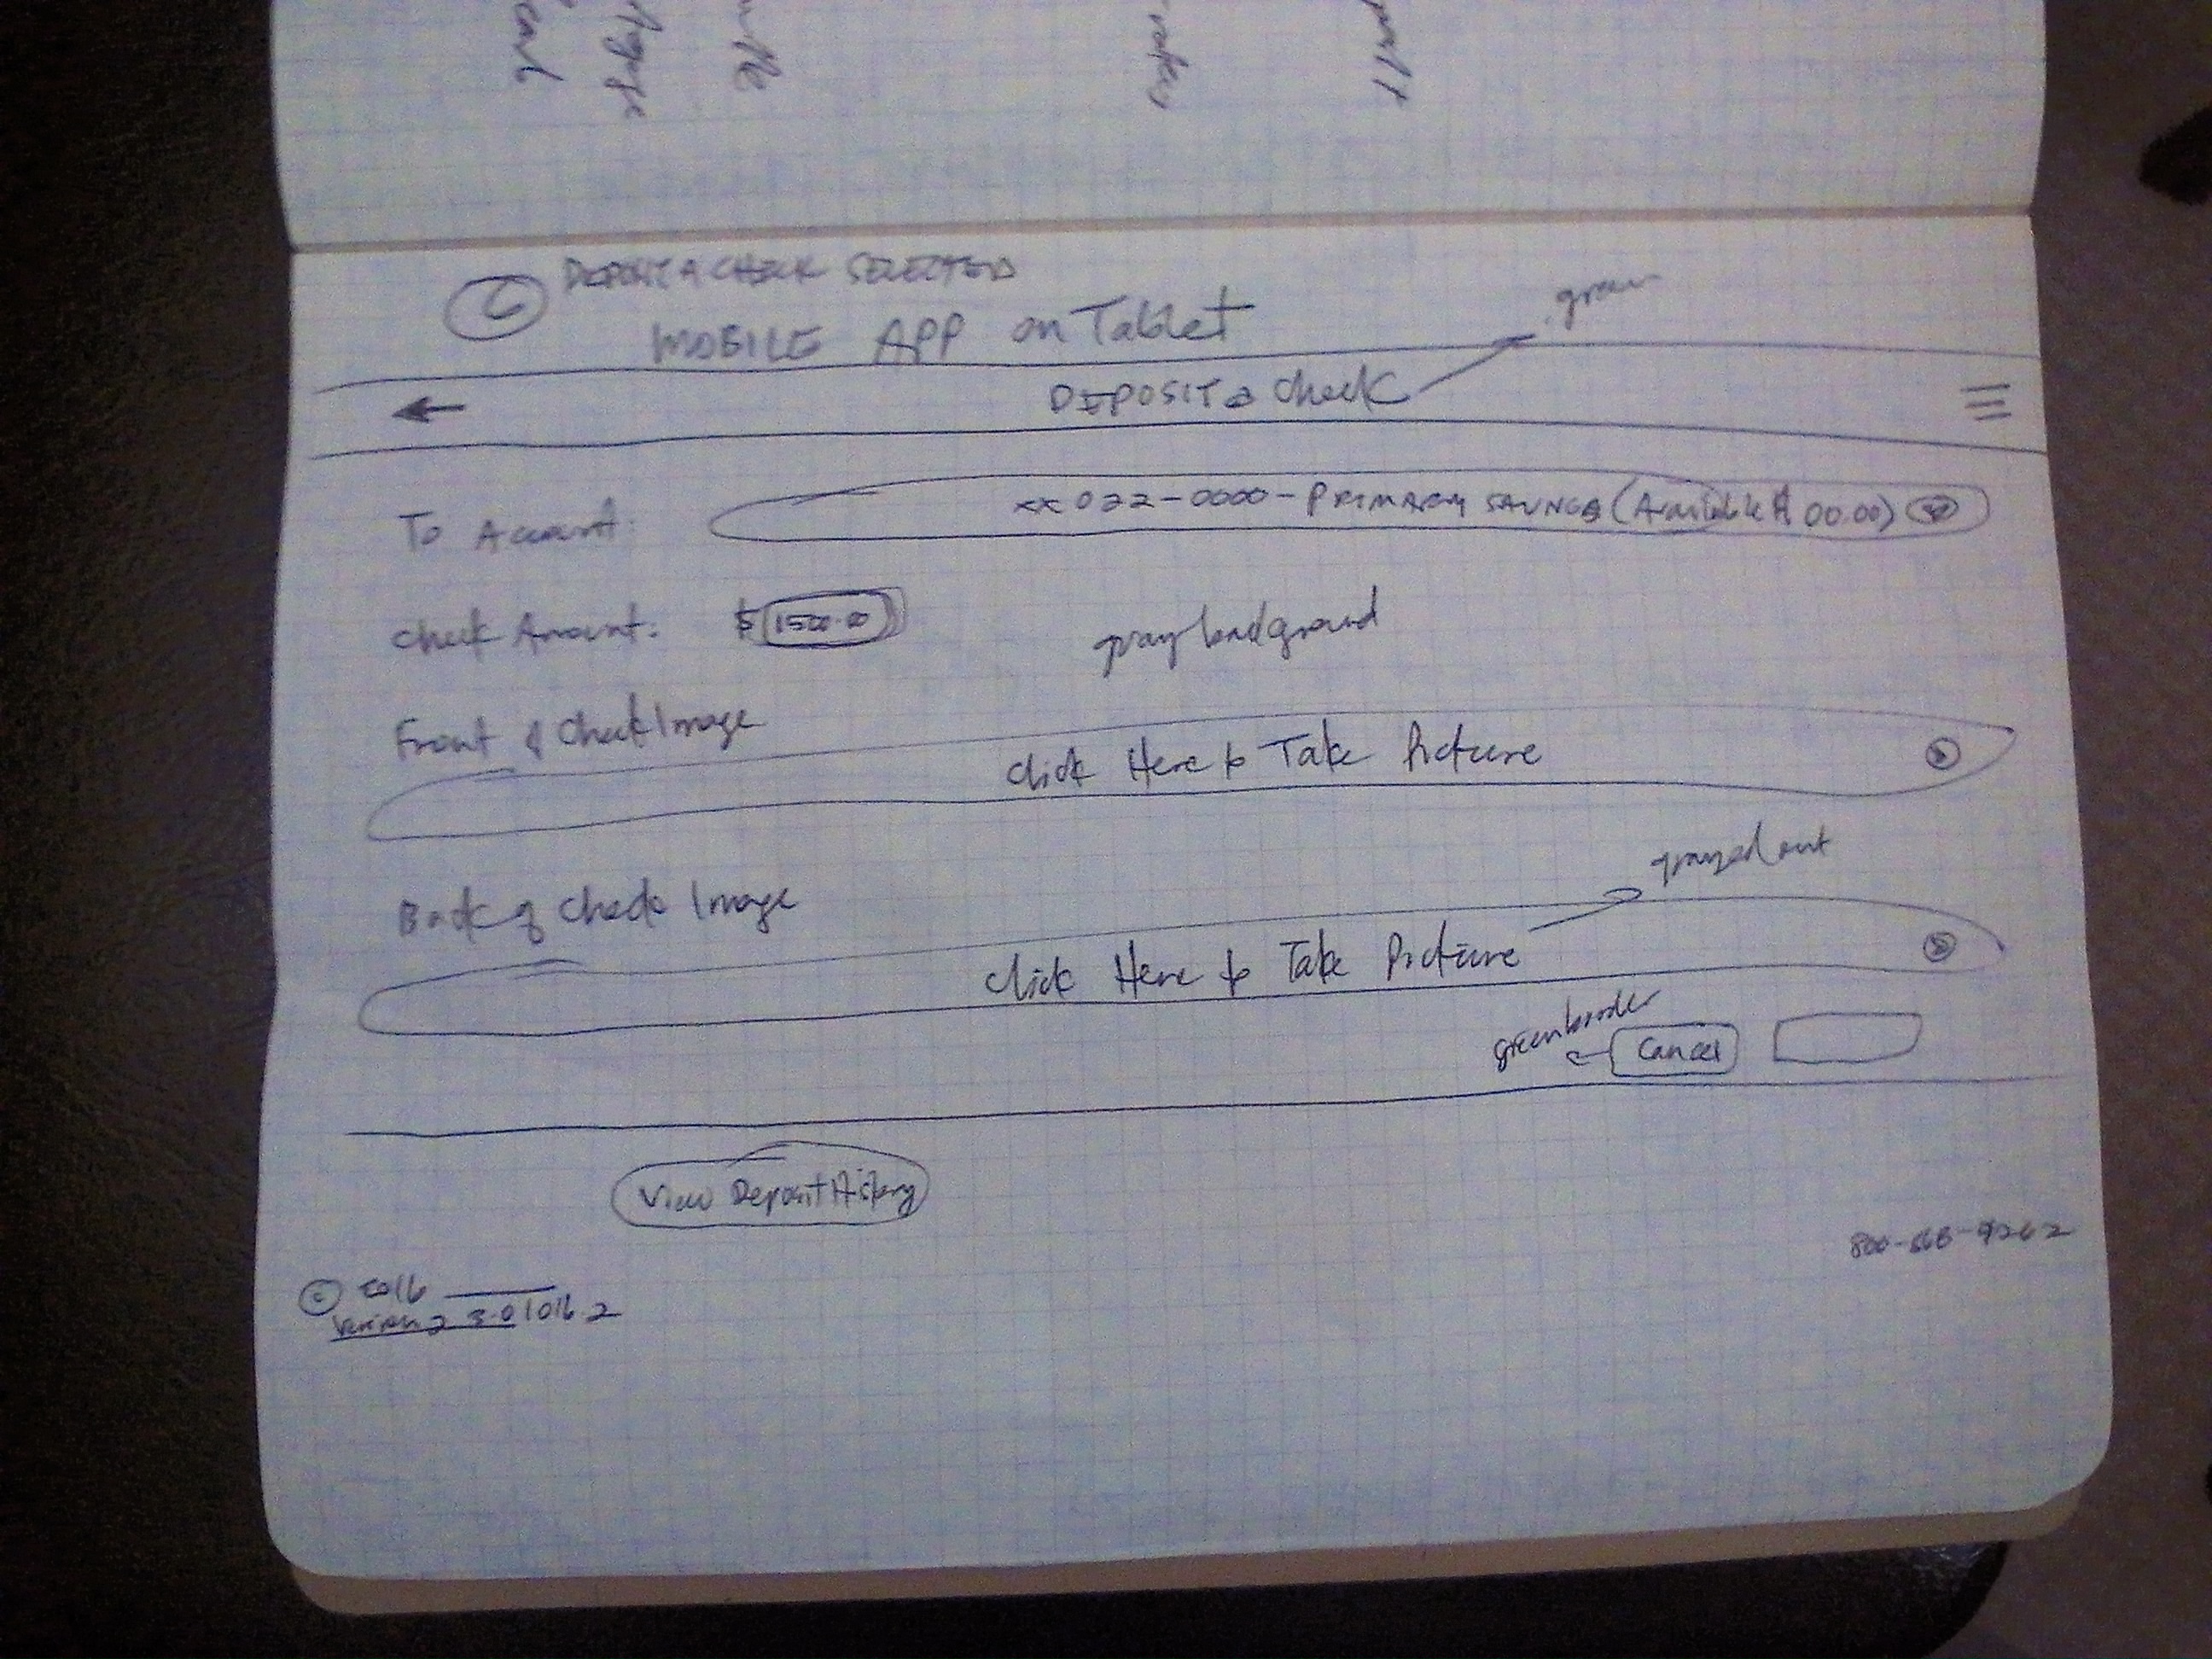 6 DEPOSIT A CHECK SELECTED
MOBILE APP on Tablet
green
DEPOSIT a Check
To Account:
xx022-0000-PRIMARY SAVINGS (Available $ 00.00)
Check Amount: $ 1500.00
gray background
Front of Check Image
Click Here to Take Picture
grayed out
Back of Check Image
Click Here to Take Picture
green border
Cancel
View Deposit History
800-568-9262
© 2016
Version 2 3.01016.2